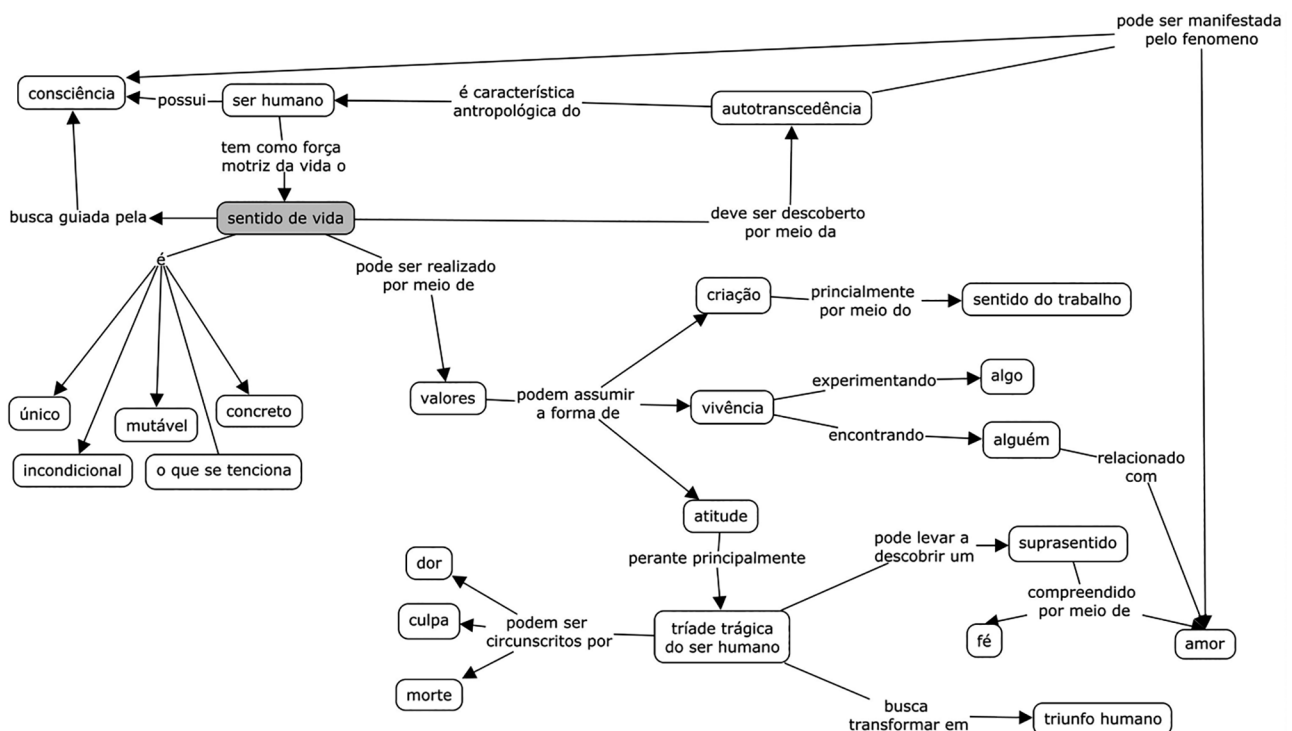 pode ser manifestada
pelo fenomeno
consciência
possui
ser humano
é característica
antropológica do
autotranscedência
tem como força
motriz da vida o
busca guiada pela
sentido de vida
deve ser descoberto
por meio da
é
pode ser realizado
por meio de
criação
princialmente
por meio do
sentido do trabalho
único
mutável
concreto
incondicional
o que se tenciona
valores
podem assumir
a forma de
vivência
experimentando
algo
encontrando
alguém
relacionado
com
atitude
perante principalmente
dor
culpa
morte
podem ser
circunscritos por
tríade trágica
do ser humano
pode levar a
descobrir um
suprasentido
compreendido
por meio de
fé
amor
busca
transformar em
triunfo humano